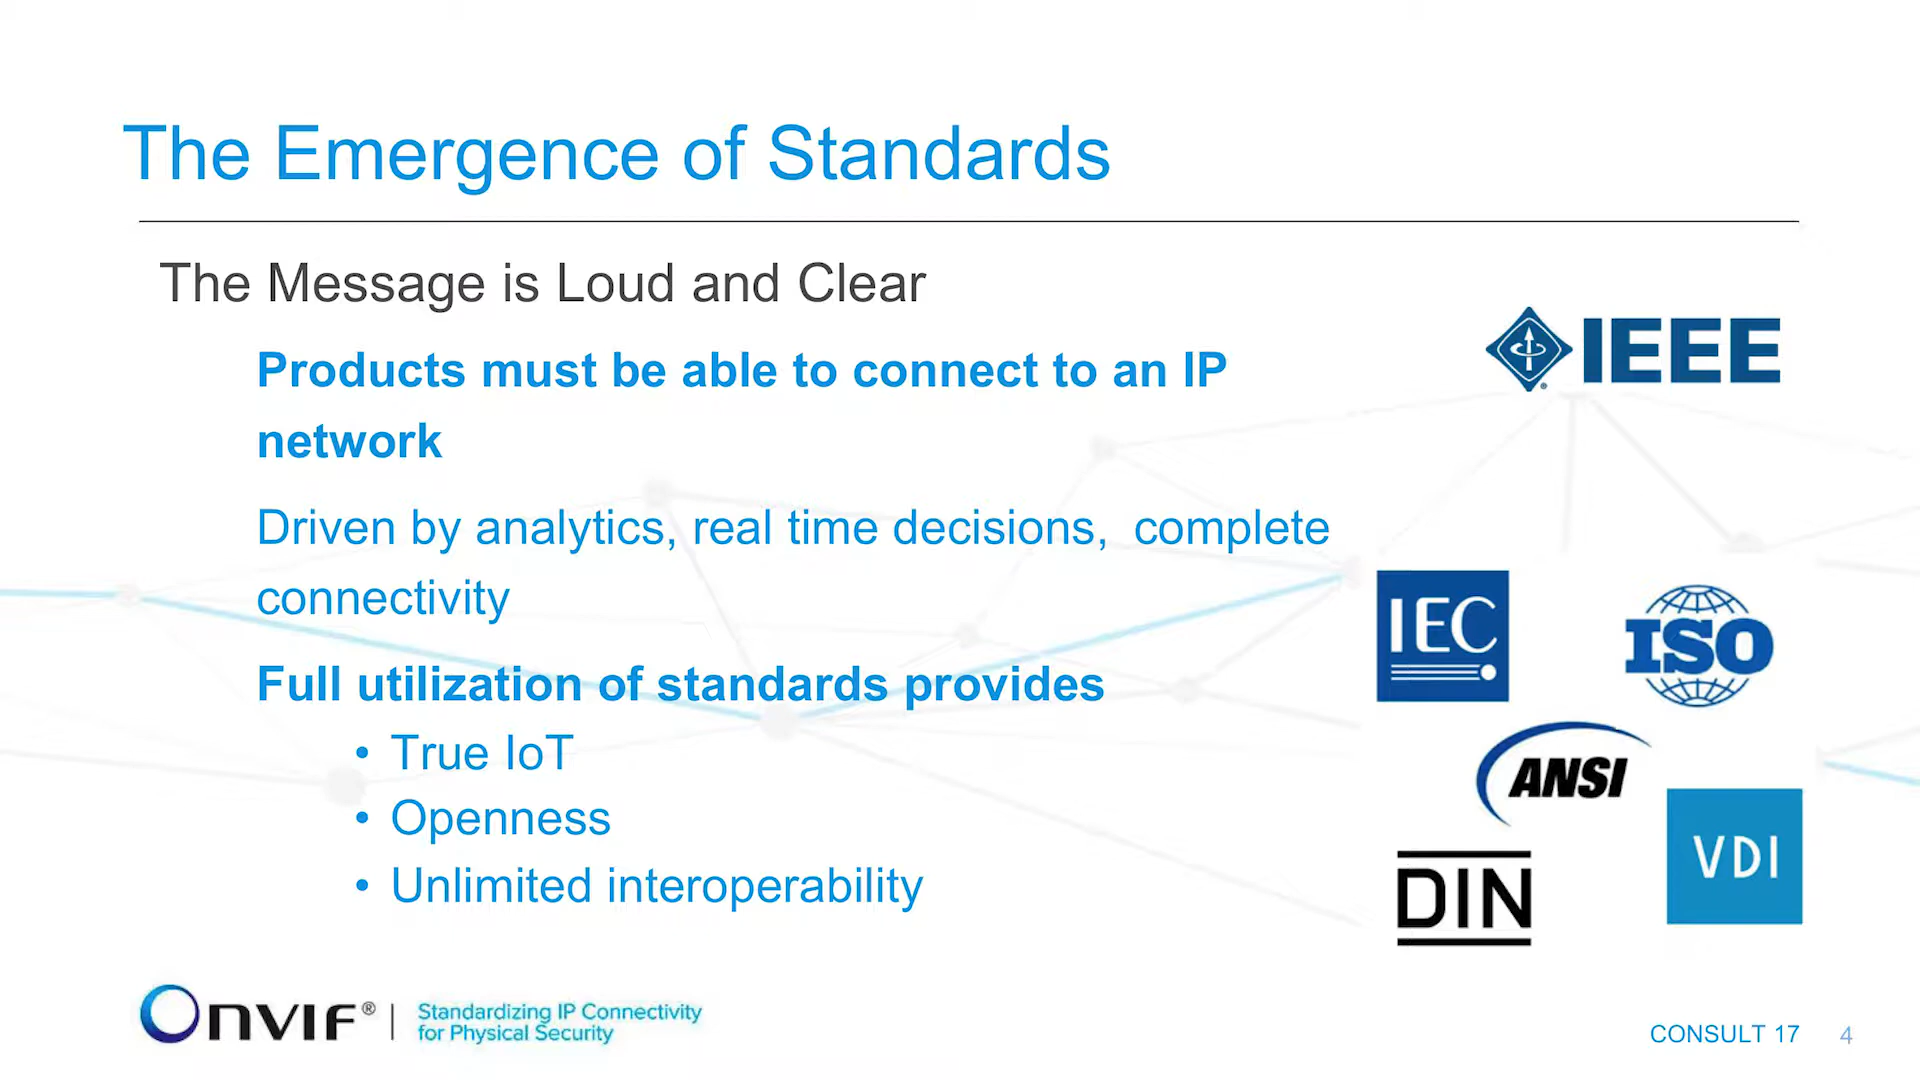 The Emergence of Standards
The Message is Loud and Clear
Products must be able to connect to an IP
network
Driven by analytics, real time decisions, complete
connectivity
Full utilization of standards provides
• True IoT
• Openness
• Unlimited interoperability
IEEE
IEC
ISO
ANSI
VDI
DIN
ONVIF® | Standardizing IP Connectivity
for Physical Security
CONSULT 17 4